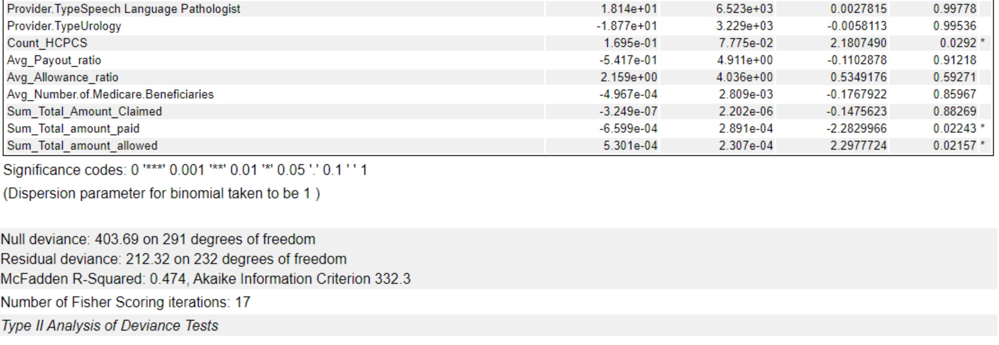 Provider.TypeSpeech Language Pathologist 1.814e+01 6.523e+03 0.0027815 0.99778
Provider.TypeUrology -1.877e+01 3.229e+03 -0.0058113 0.99536
Count_HCPCS 1.695e-01 7.775e-02 2.1807490 0.0292 *
Avg_Payout_ratio -5.417e-01 4.911e+00 -0.1102878 0.91218
Avg_Allowance_ratio 2.159e+00 4.036e+00 0.5349176 0.59271
Avg_Number.of.Medicare.Beneficiaries -4.967e-04 2.809e-03 -0.1767922 0.85967
Sum_Total_Amount_Claimed -3.249e-07 2.202e-06 -0.1475623 0.88269
Sum_Total_amount_paid -6.599e-04 2.891e-04 -2.2829966 0.02243 *
Sum_Total_amount_allowed 5.301e-04 2.307e-04 2.2977724 0.02157 *
Significance codes: 0 '***' 0.001 '**' 0.01 '*' 0.05 '.' 0.1 ' ' 1
(Dispersion parameter for binomial taken to be 1 )
Null deviance: 403.69 on 291 degrees of freedom
Residual deviance: 212.32 on 232 degrees of freedom
McFadden R-Squared: 0.474, Akaike Information Criterion 332.3
Number of Fisher Scoring iterations: 17
Type II Analysis of Deviance Tests